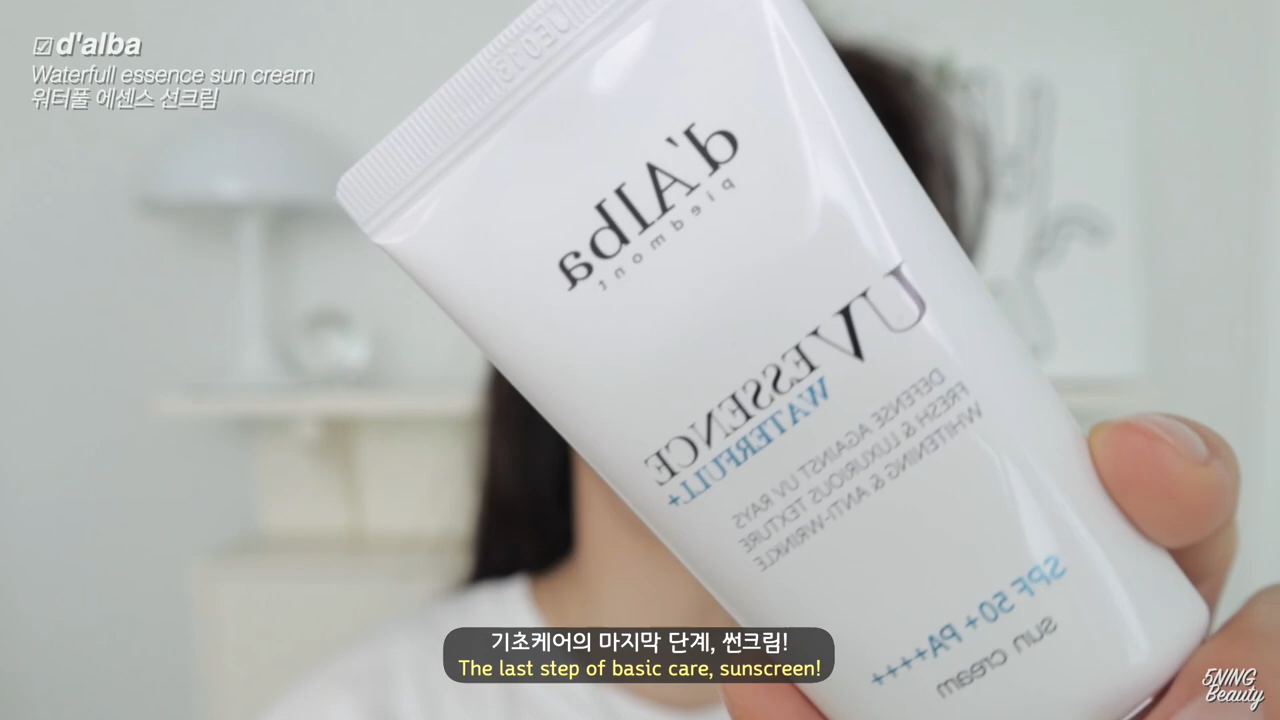 d'alba
Waterfull essence sun cream
워터풀 에센스 선크림
d'Alba
piedmont
UV ESSENCE
WATERFULL+
DEFENSE AGAINST UV RAYS
FRESH & LUXURIOUS TEXTURE
WHITENING & ANTI-WRINKLE
SPF 50+ PA++++
sun cream
기초케어의 마지막 단계, 썬크림!
The last step of basic care, sunscreen!
5NING
Beauty